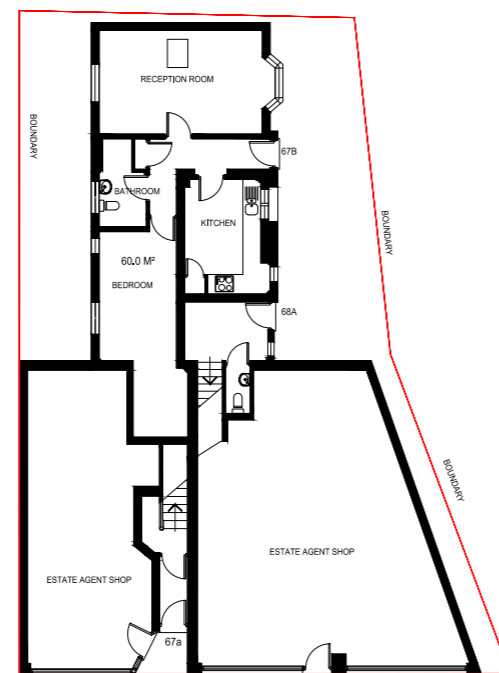 RECEPTION ROOM
BOUNDARY
67B
BATHROOM
KITCHEN
BOUNDARY
60.0 M²
BEDROOM
68A
BOUNDARY
ESTATE AGENT SHOP
ESTATE AGENT SHOP
67a